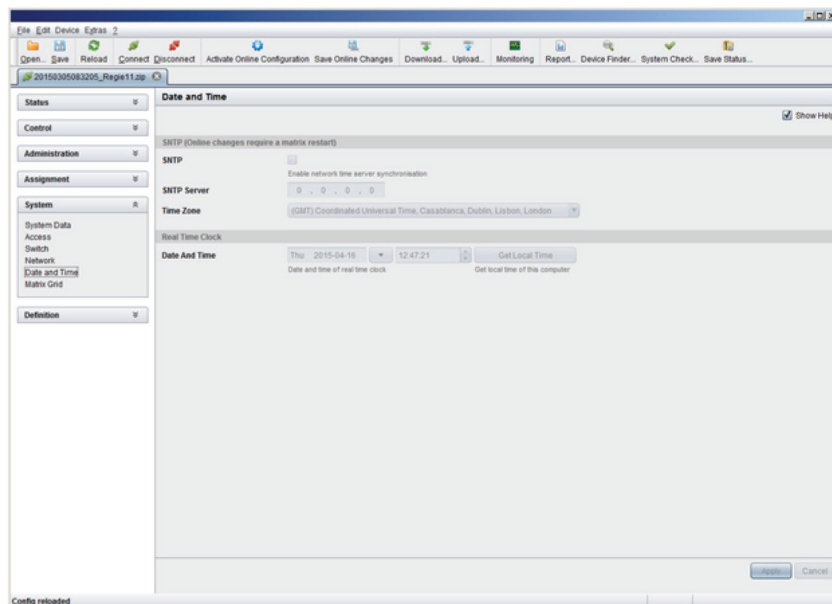 File Edit Device Extras ?
Open... Save Reload Connect Disconnect Activate Online Configuration Save Online Changes Download... Upload... Monitoring Report... Device Finder... System Check... Save Status...
20150305083205_Regie11.zip
Status
Control
Administration
Assignment
System
System Data
Access
Switch
Network
Date and Time
Matrix Grid
Definition
Date and Time
Show Help
SNTP (Online changes require a matrix restart)
SNTP
Enable network time server synchronisation
SNTP Server 0 . 0 . 0 . 0
Time Zone (GMT) Coordinated Universal Time, Casablanca, Dublin, Lisbon, London
Real Time Clock
Date And Time Thu 2015-04-16 12:47:21 Get Local Time
Date and time of real time clock Get local time of this computer
Apply Cancel
Config reloaded